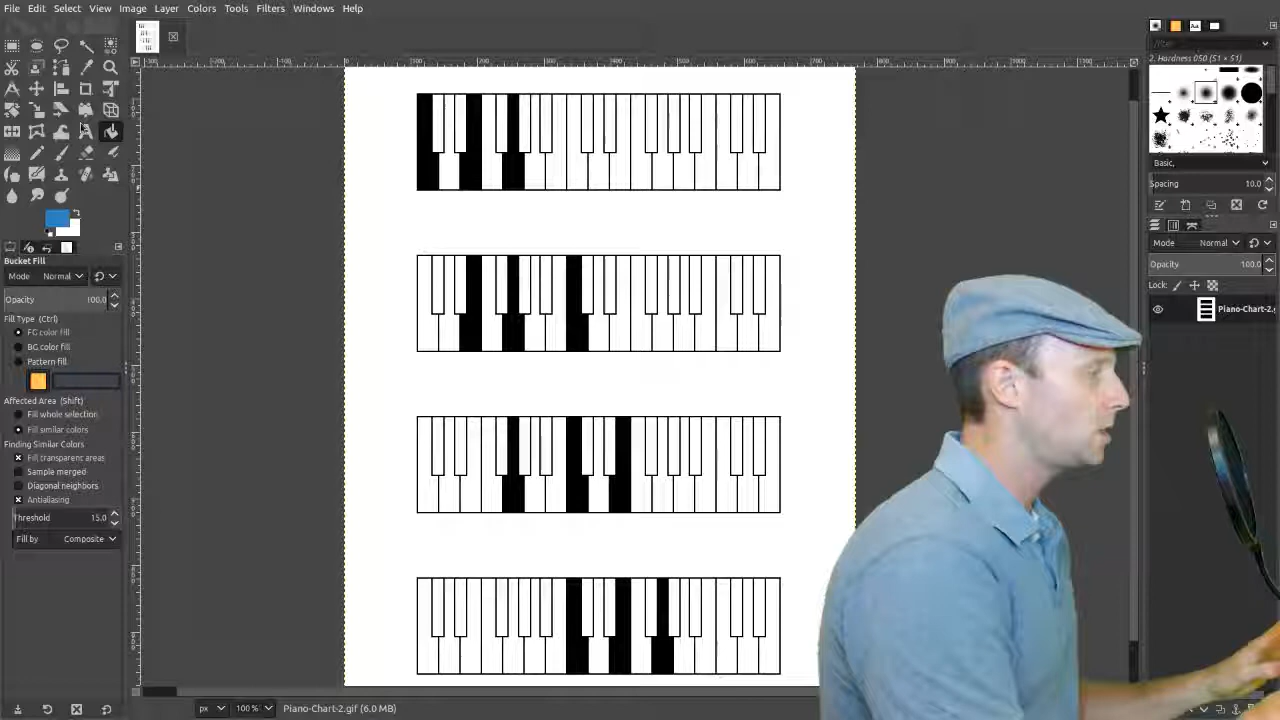 File Edit Select View Image Layer Colors Tools Filters Windows Help
Bucket Fill
Mode Normal
Opacity 100.0
Fill Type (Ctrl)
FG color fill
BG color fill
Pattern fill
Affected Area (Shift)
Fill whole selection
Fill similar colors
Finding Similar Colors
Fill transparent areas
Sample merged
Diagonal neighbors
Antialiasing
Threshold 15.0
Fill by Composite
px 100 % Piano-Chart-2.gif (6.0 MB)
filter
2. Hardness 050 (51 × 51)
Basic,
Spacing 10.0
Mode Normal
Opacity 100.0
Lock:
Piano-Chart-2.